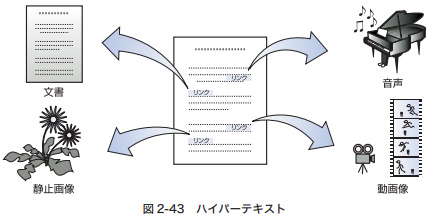 リンク
リンク
リンク
リンク
文書
音声
静止画像
動画像
図2-43　ハイパーテキスト